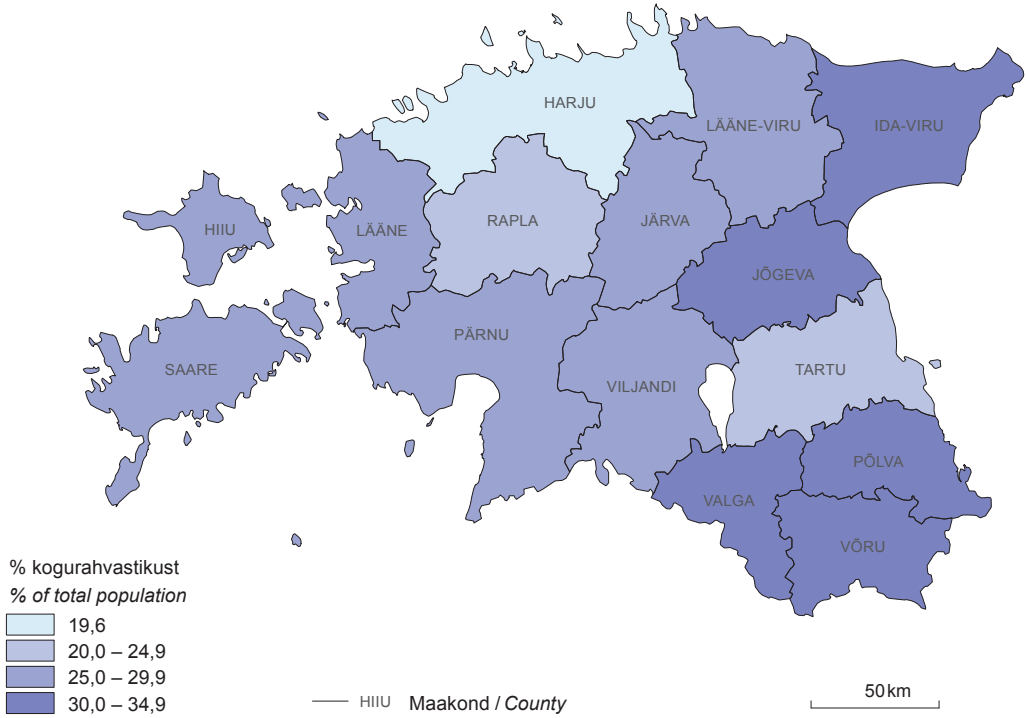 HARJU
LÄÄNE-VIRU
IDA-VIRU
HIIU
LÄÄNE
RAPLA
JÄRVA
JÕGEVA
PÄRNU
SAARE
VILJANDI
TARTU
PÕLVA
VALGA
VÕRU
% kogurahvastikust
% of total population
19,6
20,0 – 24,9
25,0 – 29,9
30,0 – 34,9
HIIU Maakond / County
50 km